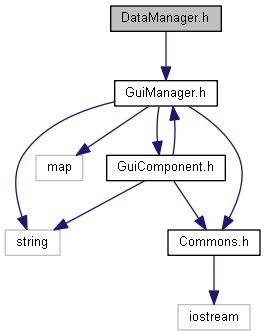 DataManager.h
GuiManager.h
map
GuiComponent.h
string
Commons.h
iostream